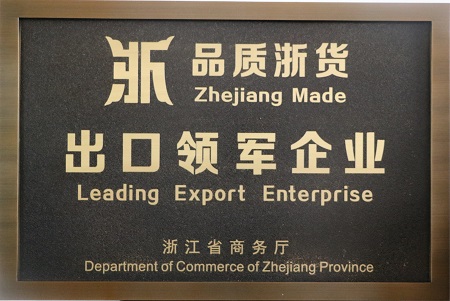 浙 品质浙货
Zhejiang Made
出口领军企业
Leading Export Enterprise
浙江省商务厅
Department of Commerce of Zhejiang Province